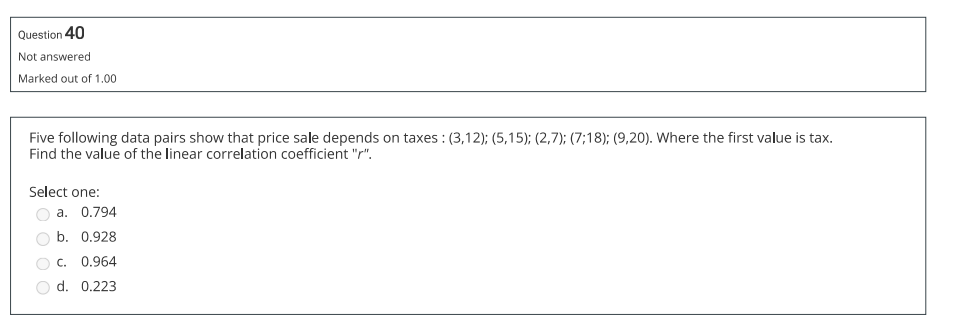 Question 40
Not answered
Marked out of 1.00
Five following data pairs show that price sale depends on taxes : (3,12); (5,15); (2,7); (7;18); (9,20). Where the first value is tax.
Find the value of the linear correlation coefficient "r".
Select one:
a. 0.794
b. 0.928
c. 0.964
d. 0.223